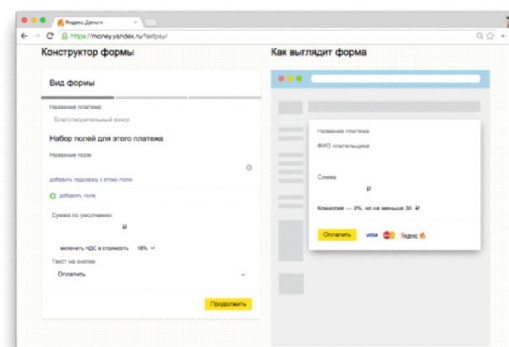 Яндекс.Деньги
https://money.yandex.ru/fastpay/
Конструктор формы
Вид формы
Название платежа
Благотворительный взнос
Набор полей для этого платежа
Название поля
добавить подсказку к этому полю
добавить поле
Сумма по умолчанию
₽
включить НДС в стоимость 18%
Текст на кнопке
Оплатить
Продолжить
Как выглядит форма
Название платежа
ФИО плательщика
Сумма
₽
Комиссия — 3%, но не меньше 30 ₽
Оплатить VISA Яндекс